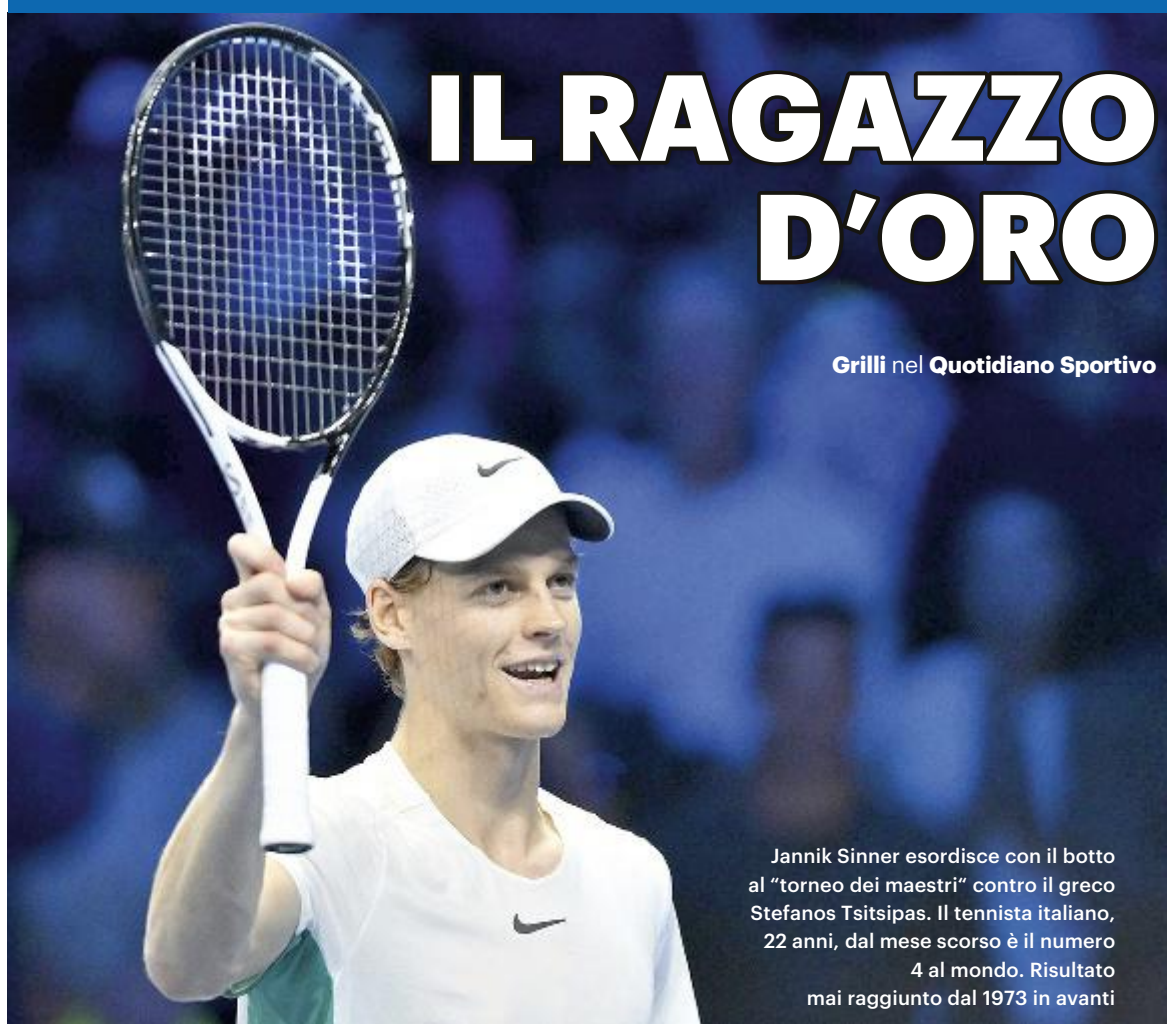 IL RAGAZZO
D’ORO
Grilli nel Quotidiano Sportivo
Jannik Sinner esordisce con il botto
al “torneo dei maestri“ contro il greco
Stefanos Tsitsipas. Il tennista italiano,
22 anni, dal mese scorso è il numero
4 al mondo. Risultato
mai raggiunto dal 1973 in avanti